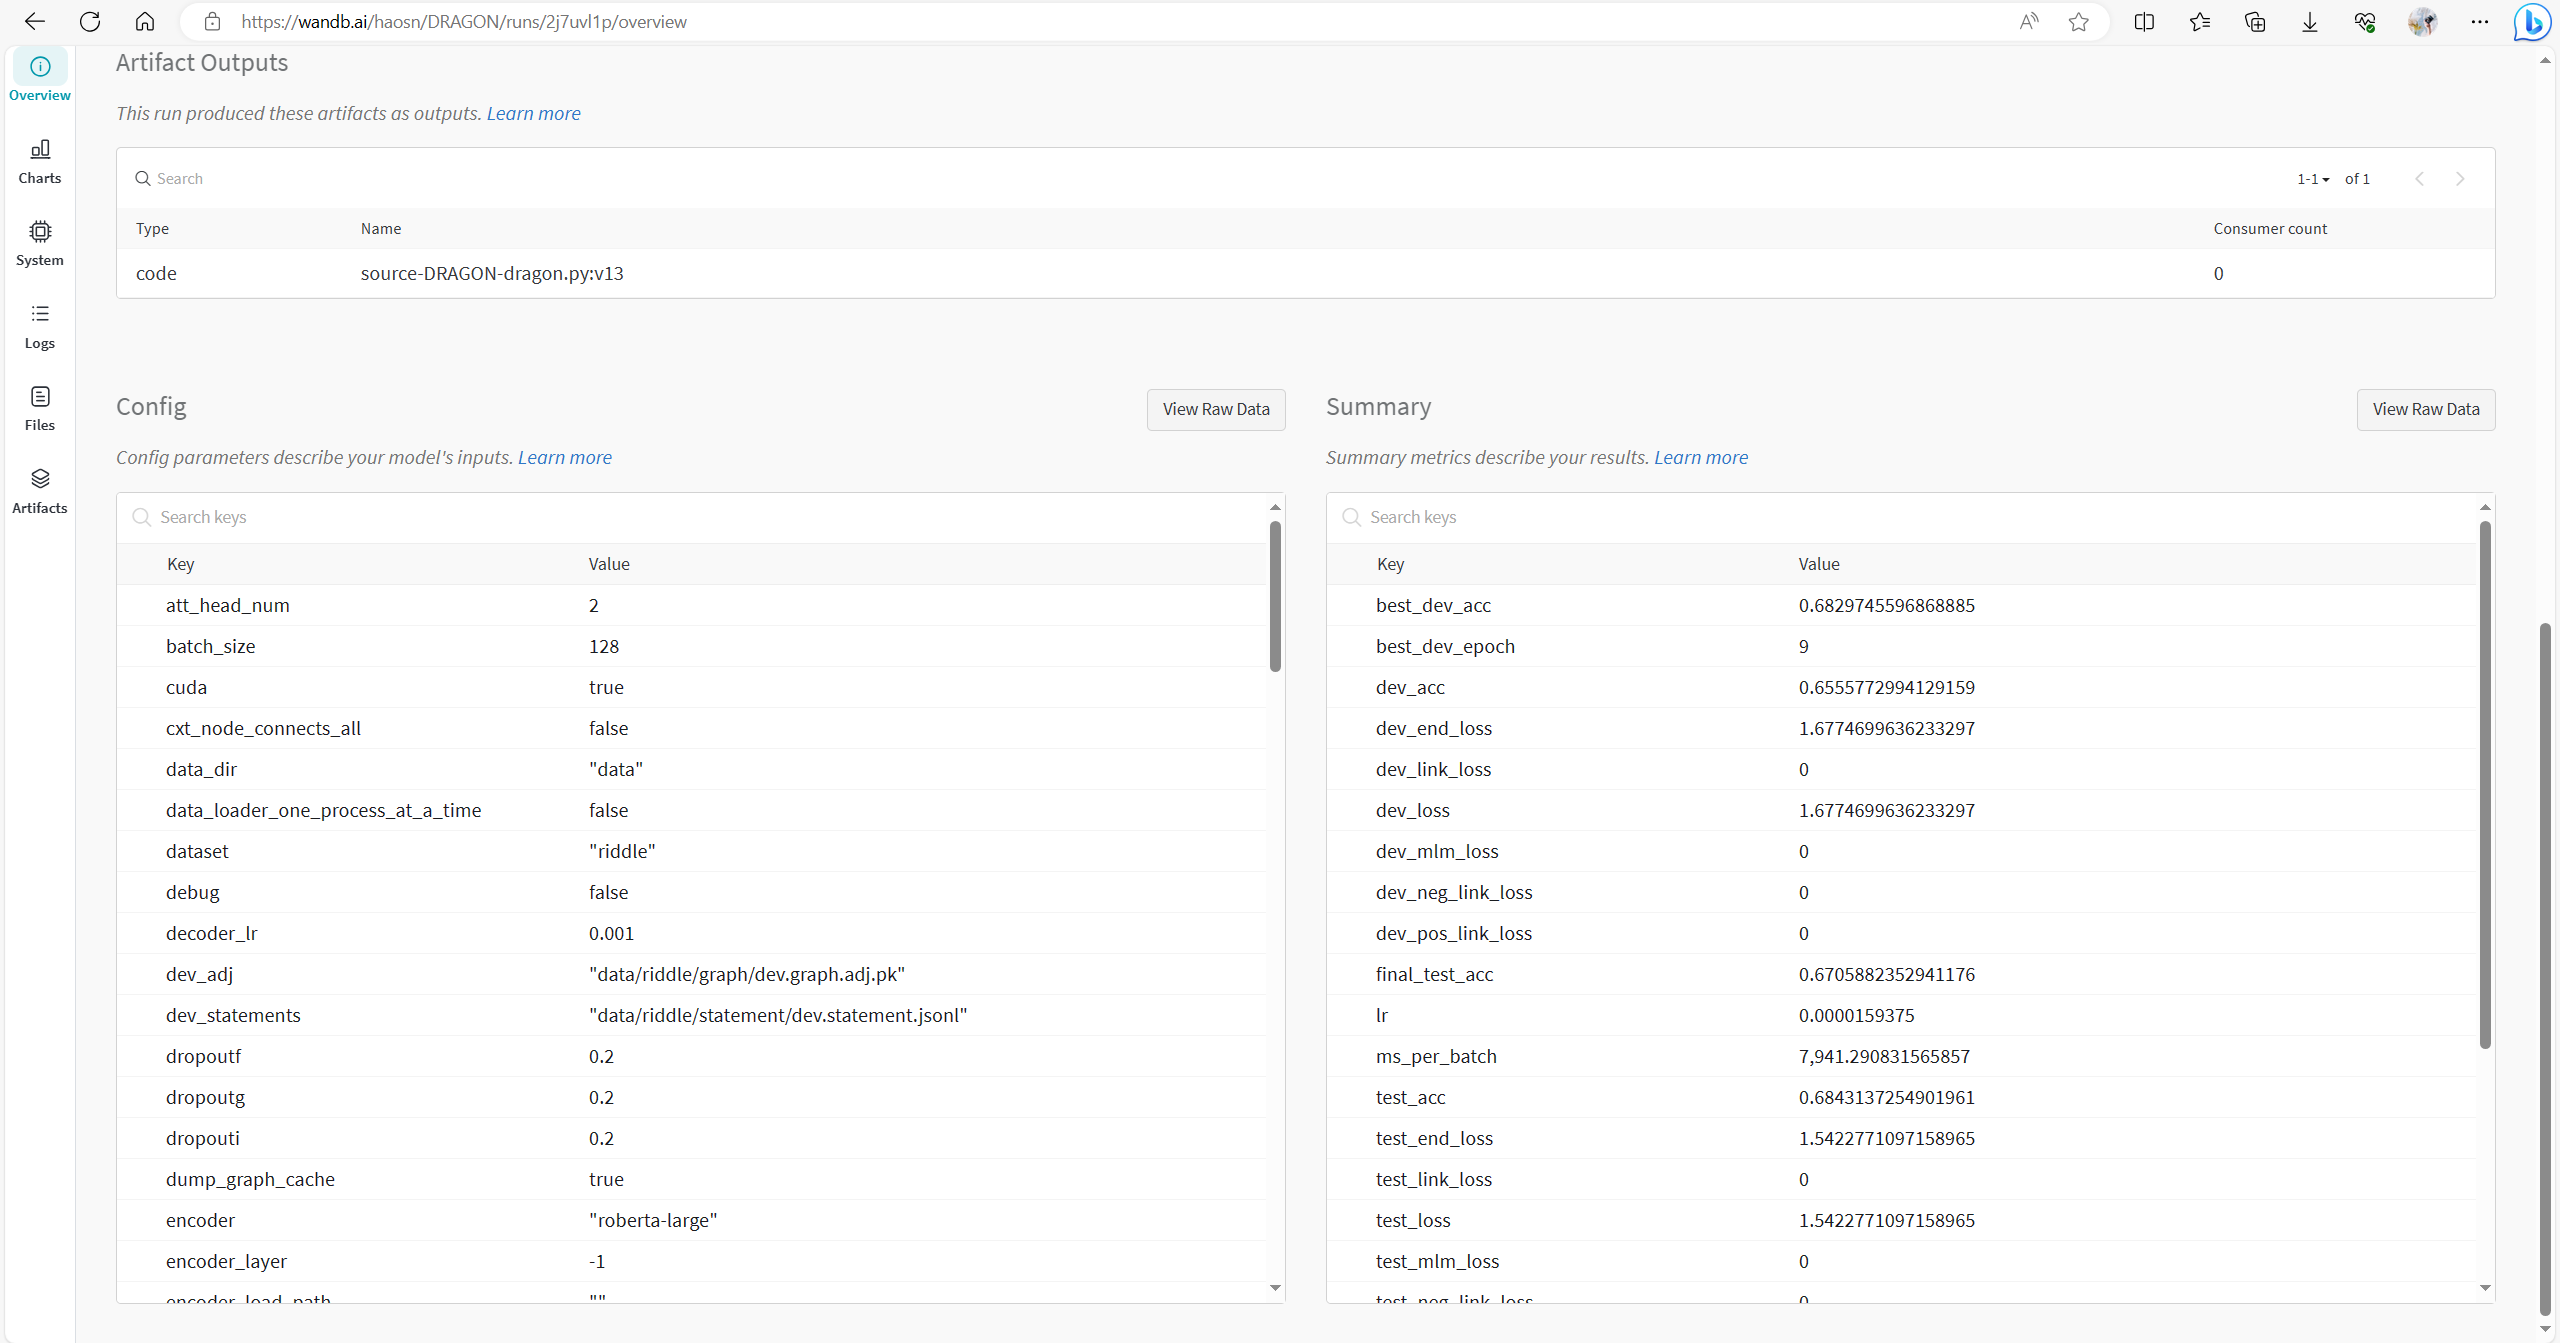 https://wandb.ai/haosn/DRAGON/runs/2j7uvl1p/overview
Overview
Charts
System
Logs
Files
Artifacts
Artifact Outputs
This run produced these artifacts as outputs. Learn more
Search
1-1 of 1
Type Name Consumer count
code source-DRAGON-dragon.py:v13 0
Config
View Raw Data
Config parameters describe your model's inputs. Learn more
Search keys
Key Value
att_head_num 2
batch_size 128
cuda true
cxt_node_connects_all false
data_dir "data"
data_loader_one_process_at_a_time false
dataset "riddle"
debug false
decoder_lr 0.001
dev_adj "data/riddle/graph/dev.graph.adj.pk"
dev_statements "data/riddle/statement/dev.statement.jsonl"
dropoutf 0.2
dropoutg 0.2
dropouti 0.2
dump_graph_cache true
encoder "roberta-large"
encoder_layer -1
encoder_load_path ""
Summary
View Raw Data
Summary metrics describe your results. Learn more
Search keys
Key Value
best_dev_acc 0.6829745596868885
best_dev_epoch 9
dev_acc 0.6555772994129159
dev_end_loss 1.6774699636233297
dev_link_loss 0
dev_loss 1.6774699636233297
dev_mlm_loss 0
dev_neg_link_loss 0
dev_pos_link_loss 0
final_test_acc 0.6705882352941176
lr 0.0000159375
ms_per_batch 7,941.290831565857
test_acc 0.6843137254901961
test_end_loss 1.5422771097158965
test_link_loss 0
test_loss 1.5422771097158965
test_mlm_loss 0
test_neg_link_loss 0